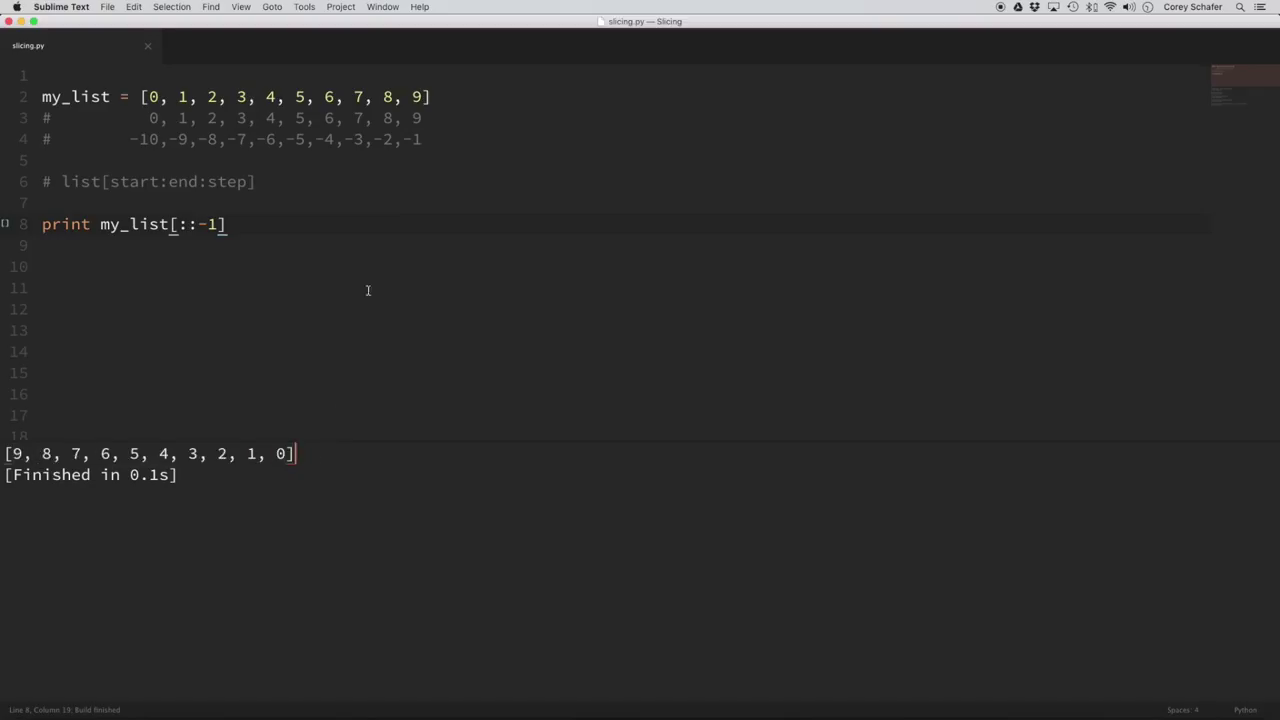 Sublime Text File Edit Selection Find View Goto Tools Project Window Help Corey Schafer
slicing.py — Slicing
slicing.py
1
2 my_list = [0, 1, 2, 3, 4, 5, 6, 7, 8, 9]
3 # 0, 1, 2, 3, 4, 5, 6, 7, 8, 9
4 # -10,-9,-8,-7,-6,-5,-4,-3,-2,-1
5
6 # list[start:end:step]
7
8 print my_list[::-1]
9
10
11
12
13
14
15
16
17
18
[9, 8, 7, 6, 5, 4, 3, 2, 1, 0]
[Finished in 0.1s]
Line 8, Column 19; Build finished Spaces: 4 Python